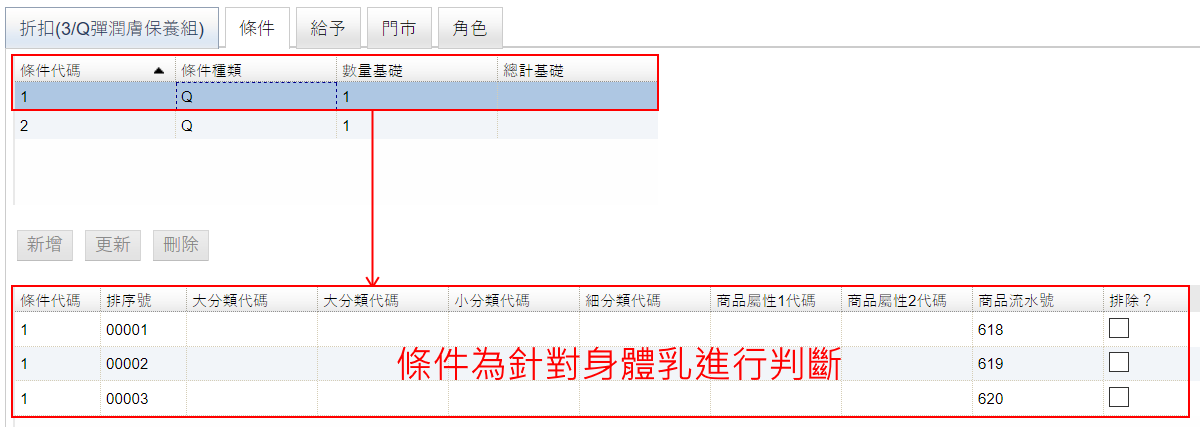 折扣(3/Q彈潤膚保養組) 條件 給予 門市 角色
條件代碼 條件種類 數量基礎 總計基礎
1 Q 1
2 Q 1
新增 更新 刪除
條件代碼 排序號 大分類代碼 大分類代碼 小分類代碼 細分類代碼 商品屬性1代碼 商品屬性2代碼 商品流水號 排除？
1 00001 618
1 00002 619
條件為針對身體乳進行判斷
1 00003 620